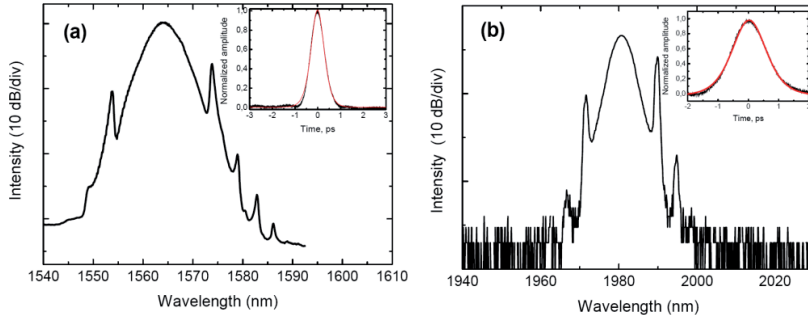 (a)
Intensity (10 dB/div)
1540 1550 1560 1570 1580 1590 1600 1610
Wavelength (nm)
Normalized amplitude
1,0
0,8
0,6
0,4
0,2
0,0
-3 -2 -1 0 1 2 3
Time, ps
(b)
Intensity (10 dB/div)
1940 1960 1980 2000 2020
Wavelength (nm)
Normalized amplitude
1,0
0,8
0,6
0,4
0,2
0,0
-2 -1 0 1
Time, ps